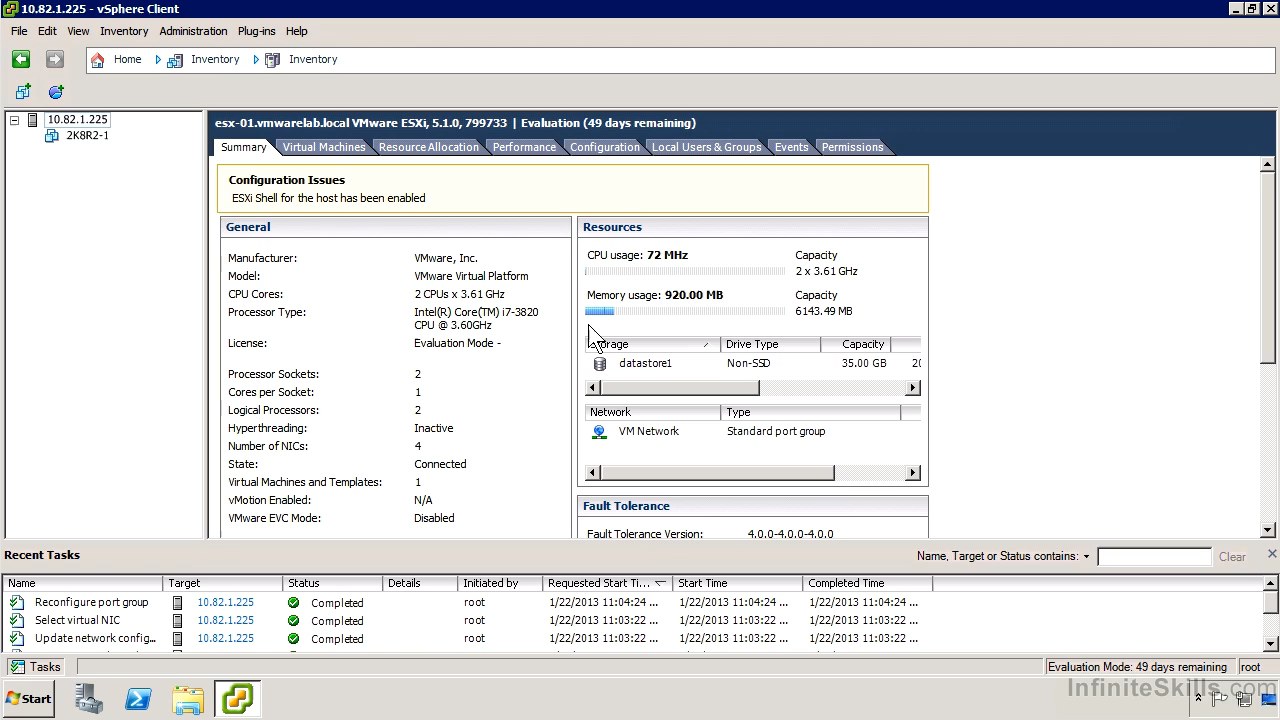 10.82.1.225 - vSphere Client
File Edit View Inventory Administration Plug-ins Help
Home Inventory Inventory
10.82.1.225
2K8R2-1
esx-01.vmwarelab.local VMware ESXi, 5.1.0, 799733 | Evaluation (49 days remaining)
Summary Virtual Machines Resource Allocation Performance Configuration Local Users & Groups Events Permissions
Configuration Issues
ESXi Shell for the host has been enabled
General
Manufacturer: VMware, Inc.
Model: VMware Virtual Platform
CPU Cores: 2 CPUs x 3.61 GHz
Processor Type: Intel(R) Core(TM) i7-3820
CPU @ 3.60GHz
License: Evaluation Mode -
Processor Sockets: 2
Cores per Socket: 1
Logical Processors: 2
Hyperthreading: Inactive
Number of NICs: 4
State: Connected
Virtual Machines and Templates: 1
vMotion Enabled: N/A
VMware EVC Mode: Disabled
Resources
CPU usage: 72 MHz Capacity
2 x 3.61 GHz
Memory usage: 920.00 MB Capacity
6143.49 MB
Drive Type Capacity
datastore1 Non-SSD 35.00 GB 20
Network Type
VM Network Standard port group
Fault Tolerance
Fault Tolerance Version: 4.0.0-4.0.0-4.0.0
Recent Tasks Name, Target or Status contains: Clear
Name Target Status Details Initiated by Requested Start Ti... Start Time Completed Time
Reconfigure port group 10.82.1.225 Completed root 1/22/2013 11:04:24 ... 1/22/2013 11:04:24 ... 1/22/2013 11:04:24 ...
Select virtual NIC 10.82.1.225 Completed root 1/22/2013 11:03:22 ... 1/22/2013 11:03:22 ... 1/22/2013 11:03:22 ...
Update network config... 10.82.1.225 Completed root 1/22/2013 11:03:22 ... 1/22/2013 11:03:22 ... 1/22/2013 11:03:22 ...
Tasks Evaluation Mode: 49 days remaining root
Start
InfiniteSkills.com